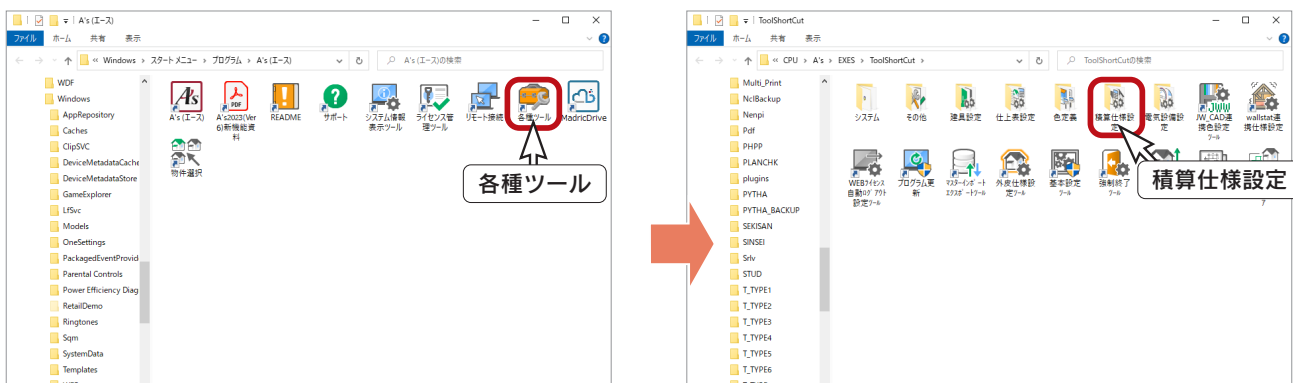 A's (エース)
ファイル ホーム 共有 表示
« Windows › スタート メニュー › プログラム › A's (エース)
A's (エース)の検索
WDF
Windows
AppRepository
Caches
ClipSVC
DeviceMetadataCache
DeviceMetadataStore
GameExplorer
LfSvc
Models
OneSettings
PackagedEventProvid
Parental Controls
Power Efficiency Diag
RetailDemo
Ringtones
Sqm
SystemData
Templates
A's (エース)
A's2023(Ver
6)新機能資
料
README
サポート
システム情報
表示ツール
ライセンス管
理ツール
リモート接続
各種ツール
MadricDrive
物件選択
各種ツール
ToolShortCut
ファイル ホーム 共有 表示
« CPU › A's › EXES › ToolShortCut ›
ToolShortCutの検索
Multi_Print
NclBackup
Nenpi
Pdf
PHPP
PLANCHK
plugins
PYTHA
PYTHA_BACKUP
SEKISAN
SINSEI
Srlv
STUD
T_TYPE1
T_TYPE2
T_TYPE3
T_TYPE4
T_TYPE5
T_TYPE6
システム
その他
建具設定
仕上表設定
色定義
積算仕様設
定
電気設備設
定
JW_CAD連
携色設定
ツール
wallstat連
携仕様設定
WEBライセンス
自動ログアウト
設定ツール
プログラム更
新
マスターインポート
エクスポートツール
外皮仕様設
定ツール
基本設定
ツール
強制終了
ツール
積算仕様設定